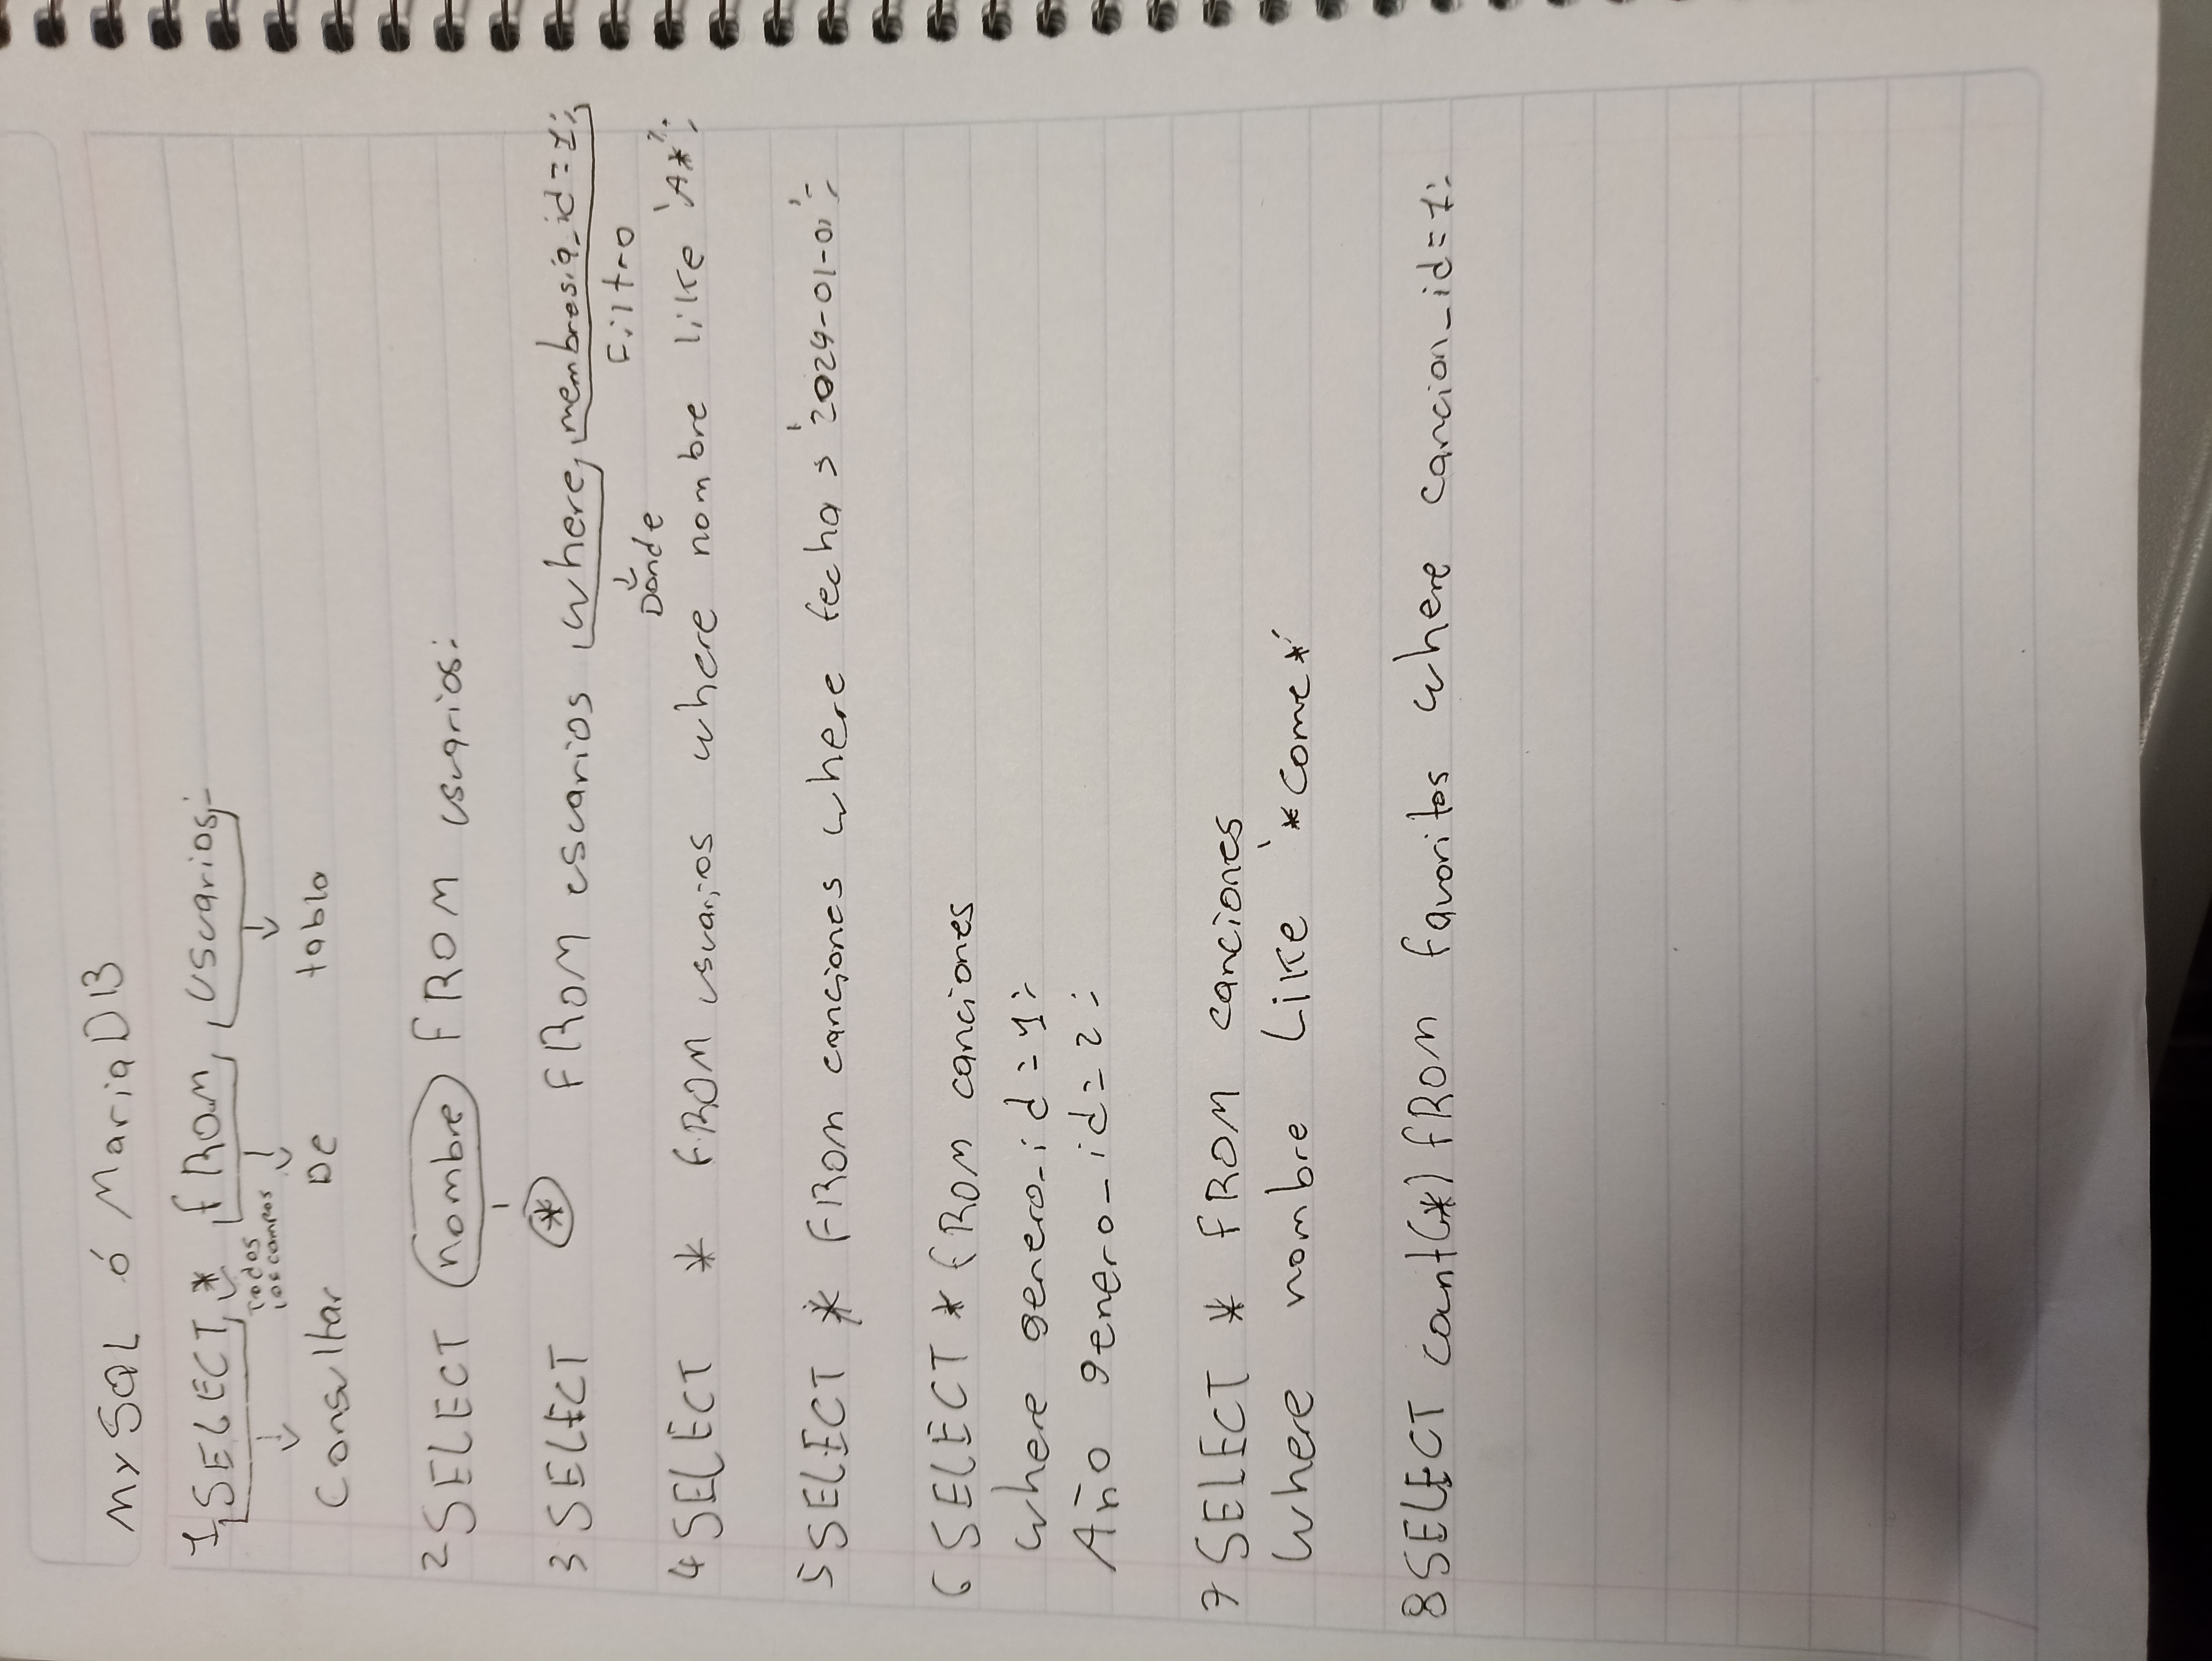 MySQL ó MariaDB
1 SELECT * FROM usuarios;
Todos
los campos
Consultar De tabla
2 SELECT nombre FROM usuarios;
3 SELECT * FROM usuarios where membresia_id=1;
Filtro
Dónde
4 SELECT * FROM usuarios where nombre like 'A*';
5 SELECT * FROM canciones where fecha > '2024-01-01';
6 SELECT * FROM canciones
where genero_id=1;
Año genero_id=2;
7 SELECT * FROM canciones
Where nombre Like '*come*'
8 SELECT count(*) FROM favoritos where cancion_id=1;